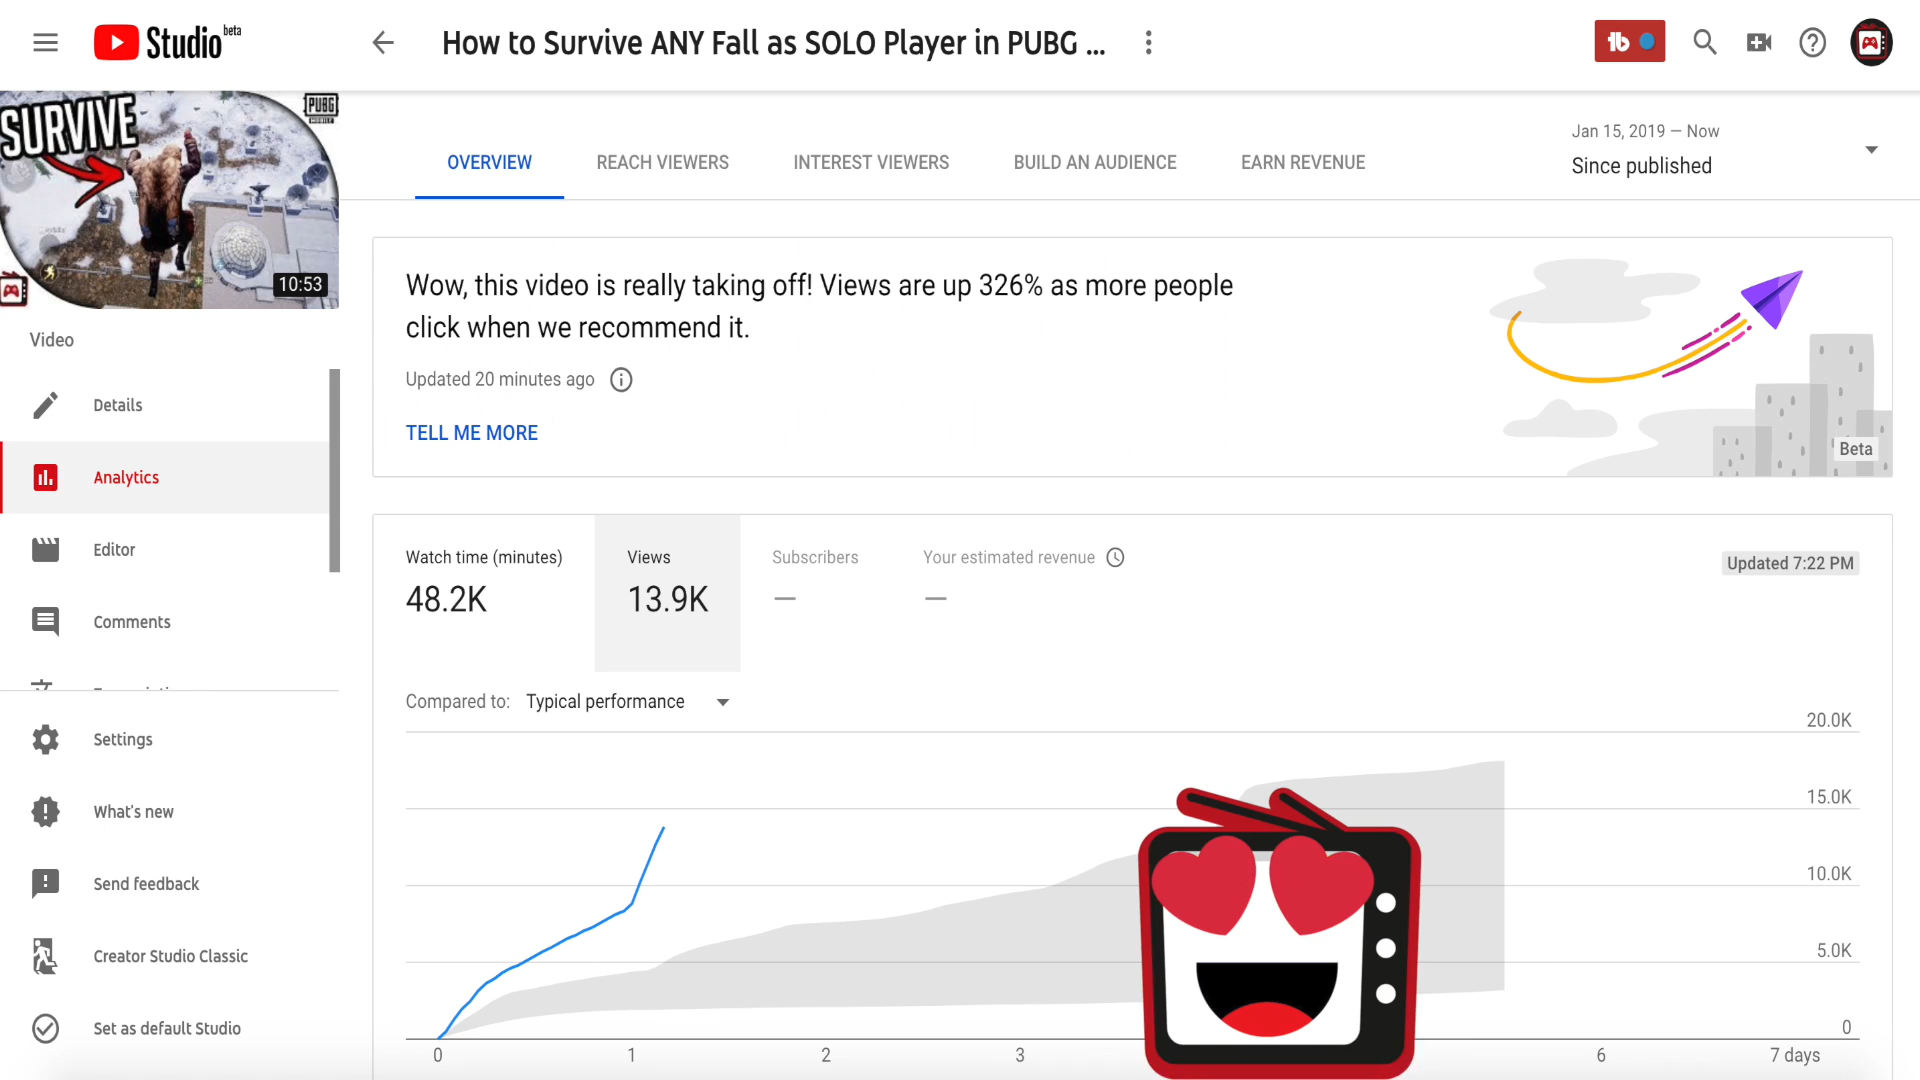 Studio beta
How to Survive ANY Fall as SOLO Player in PUBG ...
tb
SURVIVE
PUBG
MOBILE
10:53
Video
Details
Analytics
Editor
Comments
Settings
What's new
Send feedback
Creator Studio Classic
Set as default Studio
OVERVIEW
REACH VIEWERS
INTEREST VIEWERS
BUILD AN AUDIENCE
EARN REVENUE
Jan 15, 2019 – Now
Since published
Wow, this video is really taking off! Views are up 326% as more people
click when we recommend it.
Updated 20 minutes ago
TELL ME MORE
Beta
Watch time (minutes)
48.2K
Views
13.9K
Subscribers
—
Your estimated revenue
—
Updated 7:22 PM
Compared to: Typical performance
20.0K
15.0K
10.0K
5.0K
0
0 1 2 3 6 7 days